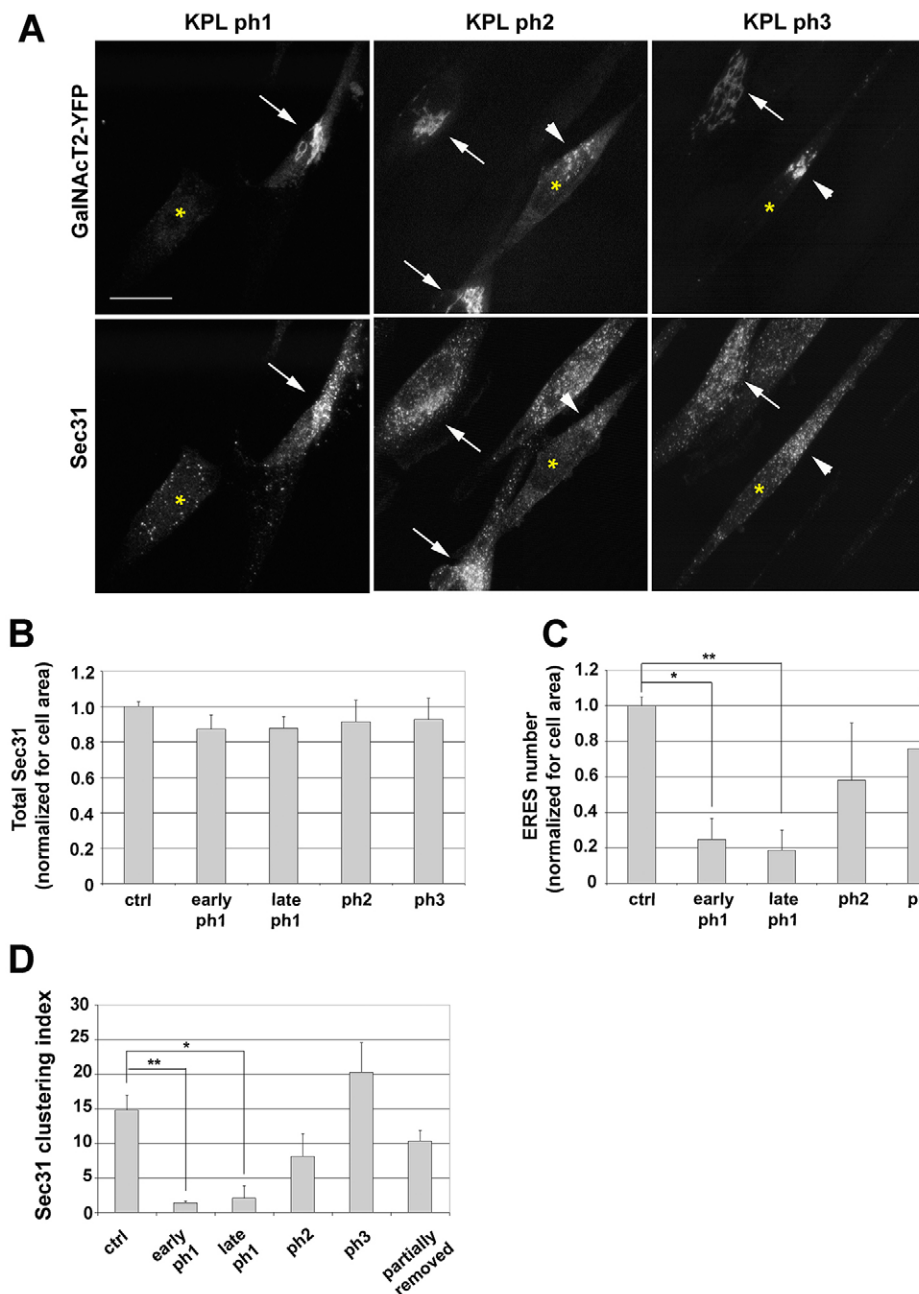 A
KPL ph1
KPL ph2
KPL ph3
GalNAcT2-YFP
*
*
*
Sec31
*
*
*
B
Total Sec31
(normalized for cell area)
1.2
1.0
0.8
0.6
0.4
0.2
0
ctrl
early
ph1
late
ph1
ph2
ph3
C
ERES number
(normalized for cell area)
1.2
1.0
0.8
0.6
0.4
0.2
0
**
*
ctrl
early
ph1
late
ph1
ph2
p
D
Sec31 clustering index
30
25
20
15
10
5
0
*
**
ctrl
early
ph1
late
ph1
ph2
ph3
partially
removed